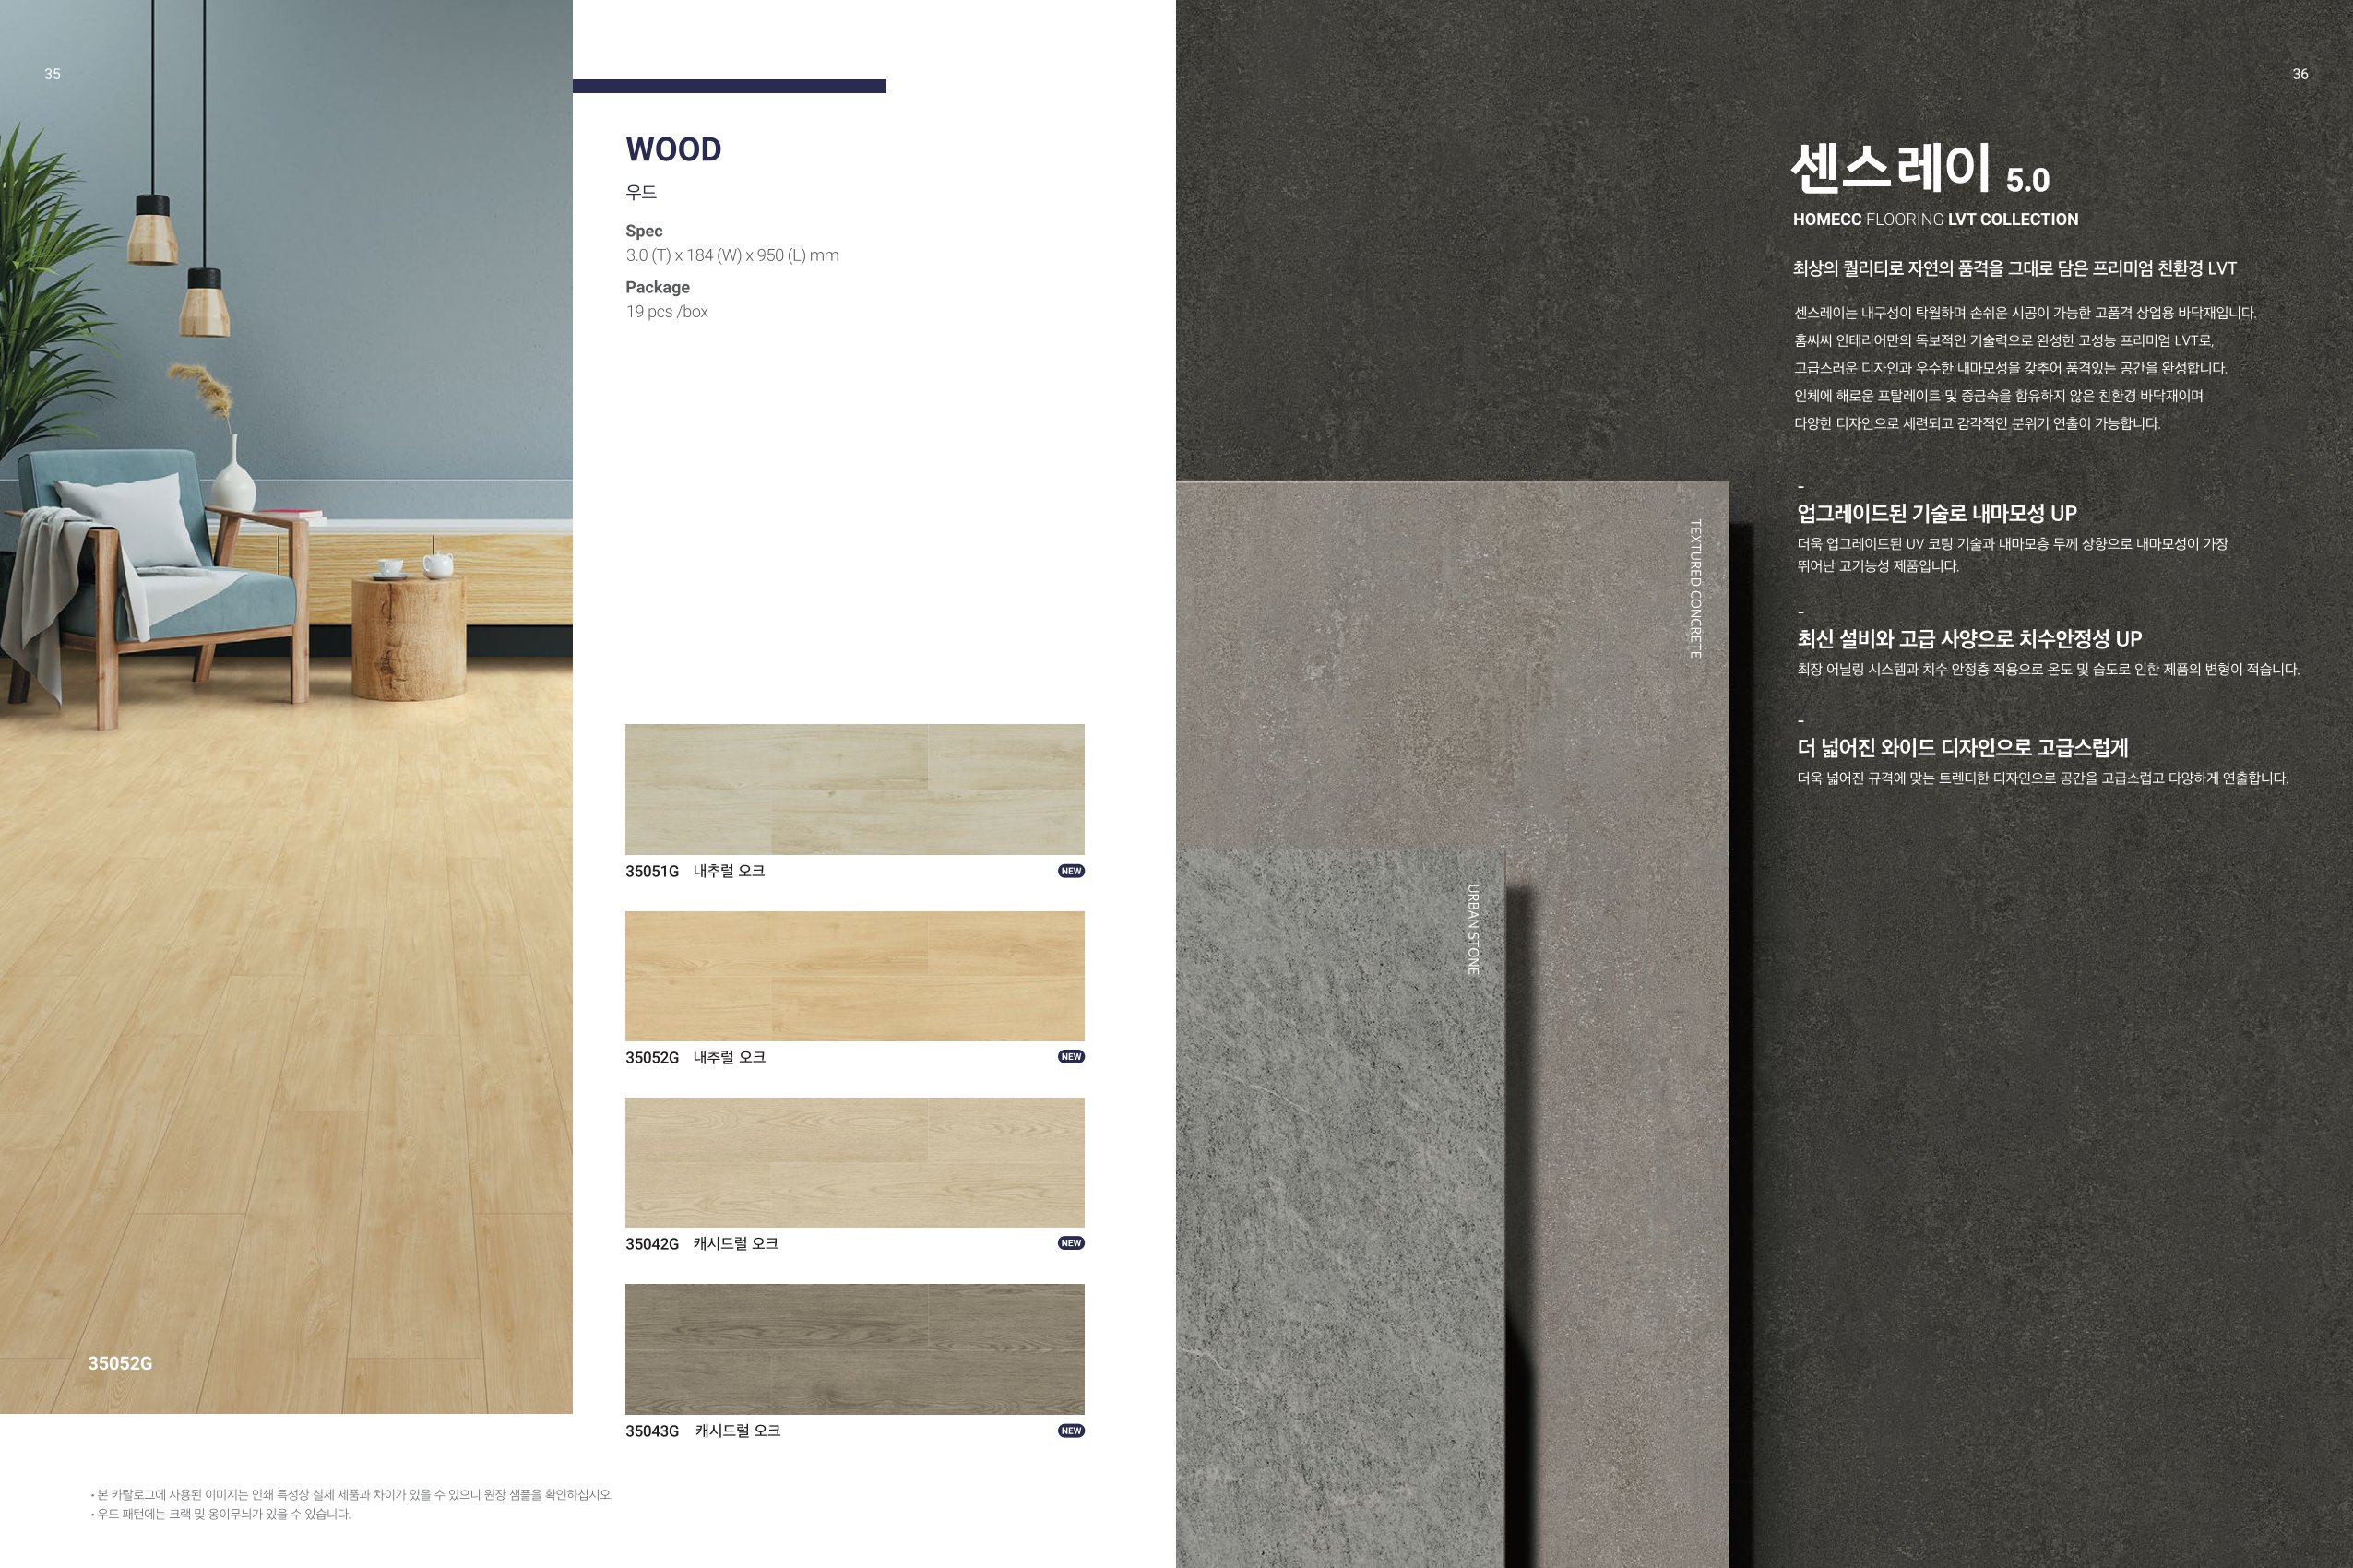 35
WOOD
우드
Spec
3.0 (T) x 184 (W) x 950 (L) mm
Package
19 pcs /box
35051G 내추럴 오크 NEW
35052G 내추럴 오크 NEW
35042G 캐시드럴 오크 NEW
35043G 캐시드럴 오크 NEW
35052G
• 본 카탈로그에 사용된 이미지는 인쇄 특성상 실제 제품과 차이가 있을 수 있으니 원장 샘플을 확인하십시오.
• 우드 패턴에는 크랙 및 옹이무늬가 있을 수 있습니다.
36
센스레이 5.0
HOMECC FLOORING LVT COLLECTION
최상의 퀄리티로 자연의 품격을 그대로 담은 프리미엄 친환경 LVT
센스레이는 내구성이 탁월하며 손쉬운 시공이 가능한 고품격 상업용 바닥재입니다.
홈씨씨 인테리어만의 독보적인 기술력으로 완성한 고성능 프리미엄 LVT로,
고급스러운 디자인과 우수한 내마모성을 갖추어 품격있는 공간을 완성합니다.
인체에 해로운 프탈레이트 및 중금속을 함유하지 않은 친환경 바닥재이며
다양한 디자인으로 세련되고 감각적인 분위기 연출이 가능합니다.
-
업그레이드된 기술로 내마모성 UP
더욱 업그레이드된 UV 코팅 기술과 내마모층 두께 상향으로 내마모성이 가장
뛰어난 고기능성 제품입니다.
-
최신 설비와 고급 사양으로 치수안정성 UP
최장 어닐링 시스템과 치수 안정층 적용으로 온도 및 습도로 인한 제품의 변형이 적습니다.
-
더 넓어진 와이드 디자인으로 고급스럽게
더욱 넓어진 규격에 맞는 트렌디한 디자인으로 공간을 고급스럽고 다양하게 연출합니다.
TEXTURED CONCRETE
URBAN STONE